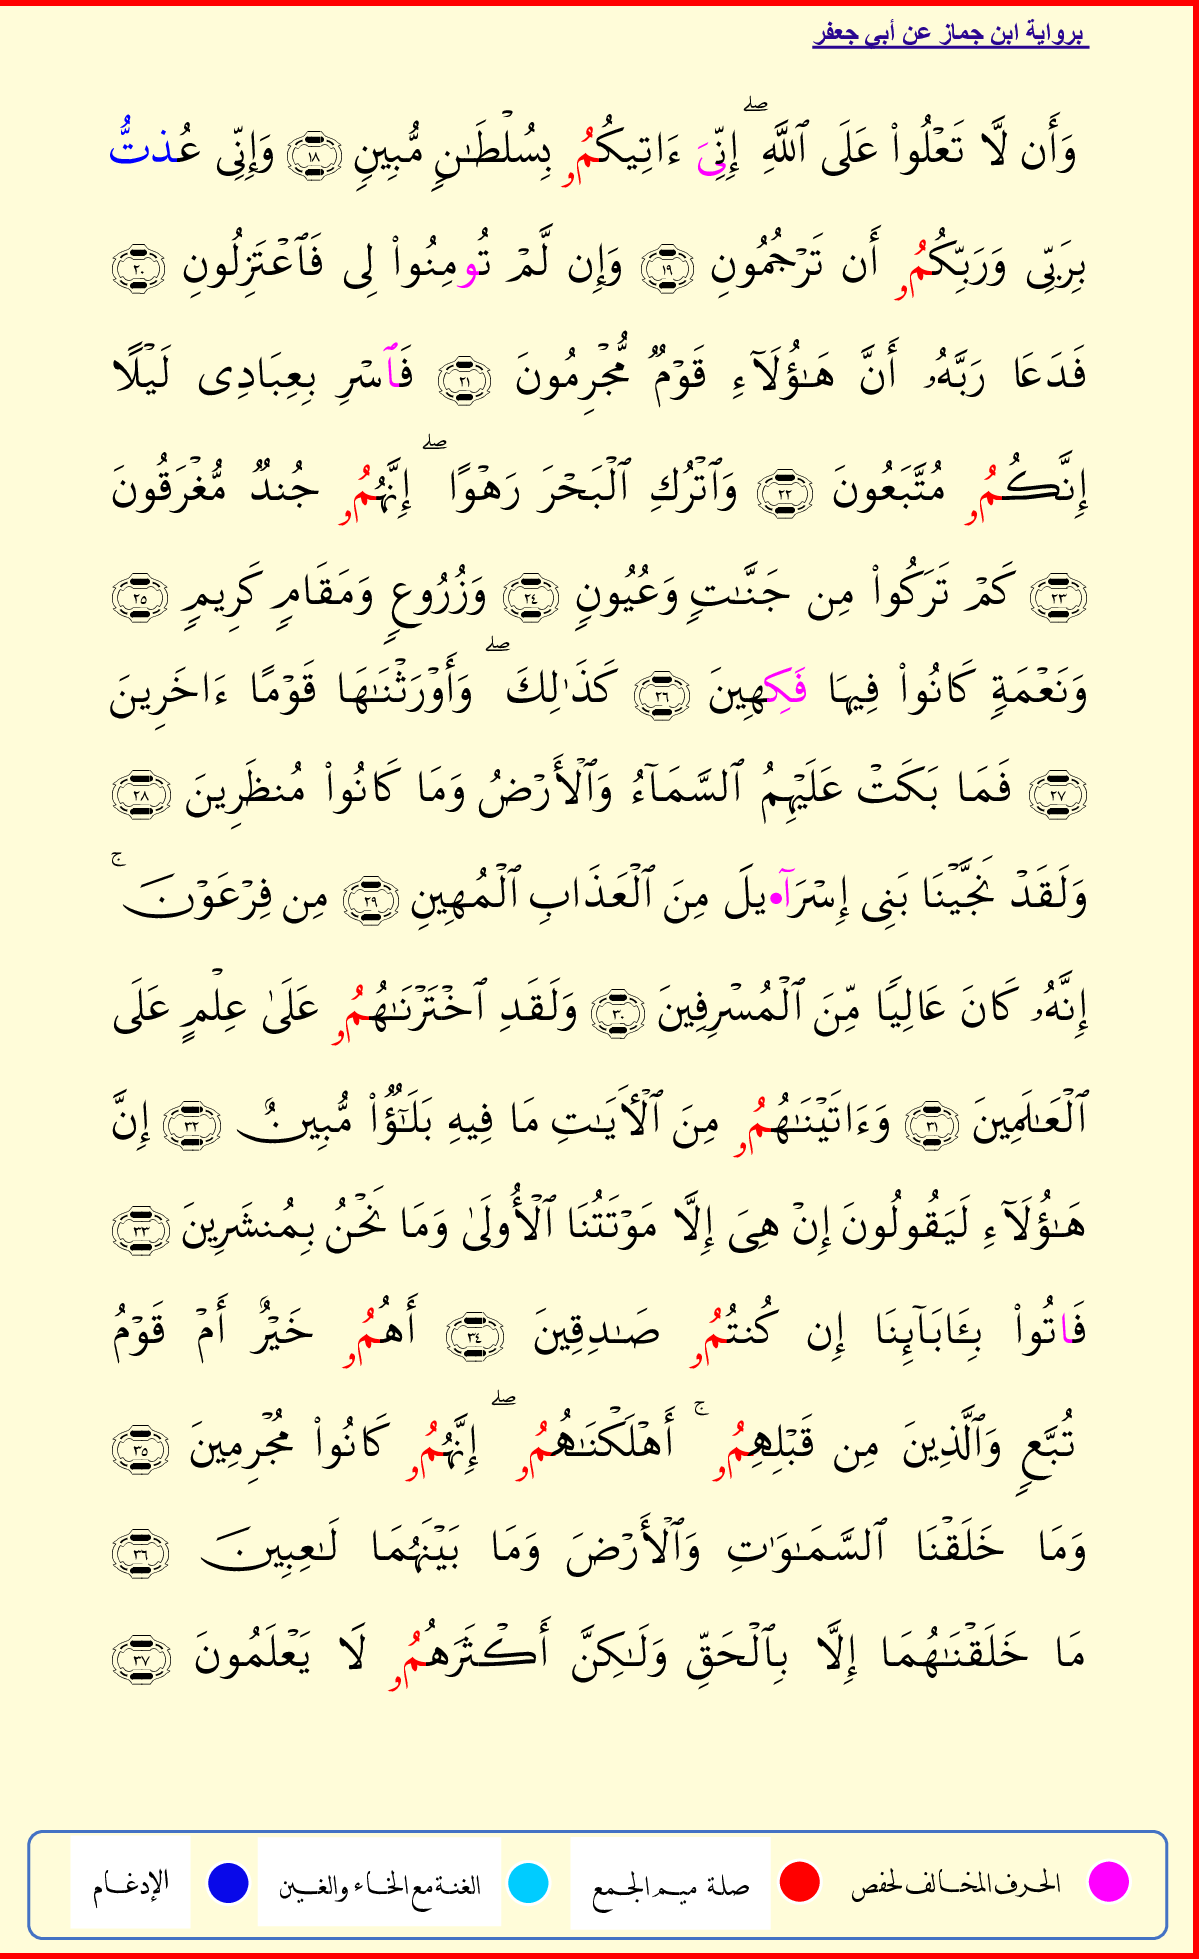 برواية ابن جماز عن أبي جعفر
وَأَن لَّا تَعۡلُوا۟ عَلَى ٱللَّهِۖ إِنِّيَ ءَاتِيكُمُۥ بِسُلۡطَـٰنٍ مُّبِينٍ ١٨ وَإِنِّى عُذتُّ
بِرَبِّى وَرَبِّكُمُۥ أَن تَرۡجُمُونِ ١٩ وَإِن لَّمۡ تُومِنُوا۟ لِى فَٱعۡتَزِلُونِ ٢٠
فَدَعَا رَبَّهُۥ أَنَّ هَـٰٓؤُلَآءِ قَوۡمٌ مُّجۡرِمُونَ ٢١ فَٱسۡرِ بِعِبَادِى لَيۡلًا
إِنَّكُمُۥ مُتَّبَعُونَ ٢٢ وَٱتۡرُكِ ٱلۡبَحۡرَ رَهۡوًاۖ إِنَّهُمُۥ جُندٌ مُّغۡرَقُونَ
٢٣ كَمۡ تَرَكُوا۟ مِن جَنَّـٰتٍ وَعُيُونٍ ٢٤ وَزُرُوعٍ وَمَقَامٍ كَرِيمٍ ٢٥
وَنَعۡمَةٍ كَانُوا۟ فِيهَا فَكِهِينَ ٢٦ كَذَٰلِكَۖ وَأَوۡرَثۡنَـٰهَا قَوۡمًا ءَاخَرِينَ
٢٧ فَمَا بَكَتۡ عَلَيۡهِمُ ٱلسَّمَآءُ وَٱلۡأَرۡضُ وَمَا كَانُوا۟ مُنظَرِينَ ٢٨
وَلَقَدۡ نَجَّيۡنَا بَنِى إِسۡرَآ•يلَ مِنَ ٱلۡعَذَابِ ٱلۡمُهِينِ ٢٩ مِن فِرۡعَوۡنَۚ
إِنَّهُۥ كَانَ عَالِيًا مِّنَ ٱلۡمُسۡرِفِينَ ٣٠ وَلَقَدِ ٱخۡتَرۡنَـٰهُمُۥ عَلَىٰ عِلۡمٍ عَلَى
ٱلۡعَـٰلَمِينَ ٣١ وَءَاتَيۡنَـٰهُمُۥ مِنَ ٱلۡأَيَـٰتِ مَا فِيهِ بَلَـٰٓؤٌا۟ مُّبِينٌ ٣٢ إِنَّ
هَـٰٓؤُلَآءِ لَيَقُولُونَ إِنۡ هِىَ إِلَّا مَوۡتَتُنَا ٱلۡأُولَىٰ وَمَا نَحۡنُ بِمُنشَرِينَ ٣٣
فَاتُوا۟ بِـَٔابَآئِنَا إِن كُنتُمُۥ صَـٰدِقِينَ ٣٤ أَهُمُۥ خَيۡرٌ أَمۡ قَوۡمُ
تُبَّعٍ وَٱلَّذِينَ مِن قَبۡلِهِمُۥۚ أَهۡلَكۡنَـٰهُمُۥۖ إِنَّهُمُۥ كَانُوا۟ مُجۡرِمِينَ ٣٥
وَمَا خَلَقۡنَا ٱلسَّمَـٰوَٰتِ وَٱلۡأَرۡضَ وَمَا بَيۡنَهُمَا لَـٰعِبِينَ ٣٦
مَا خَلَقۡنَـٰهُمَا إِلَّا بِٱلۡحَقِّ وَلَـٰكِنَّ أَكۡثَرَهُمُۥ لَا يَعۡلَمُونَ ٣٧
الحرف المخالف لحفص صلة ميم الجمع الغنة مع الخاء والغين الإدغام